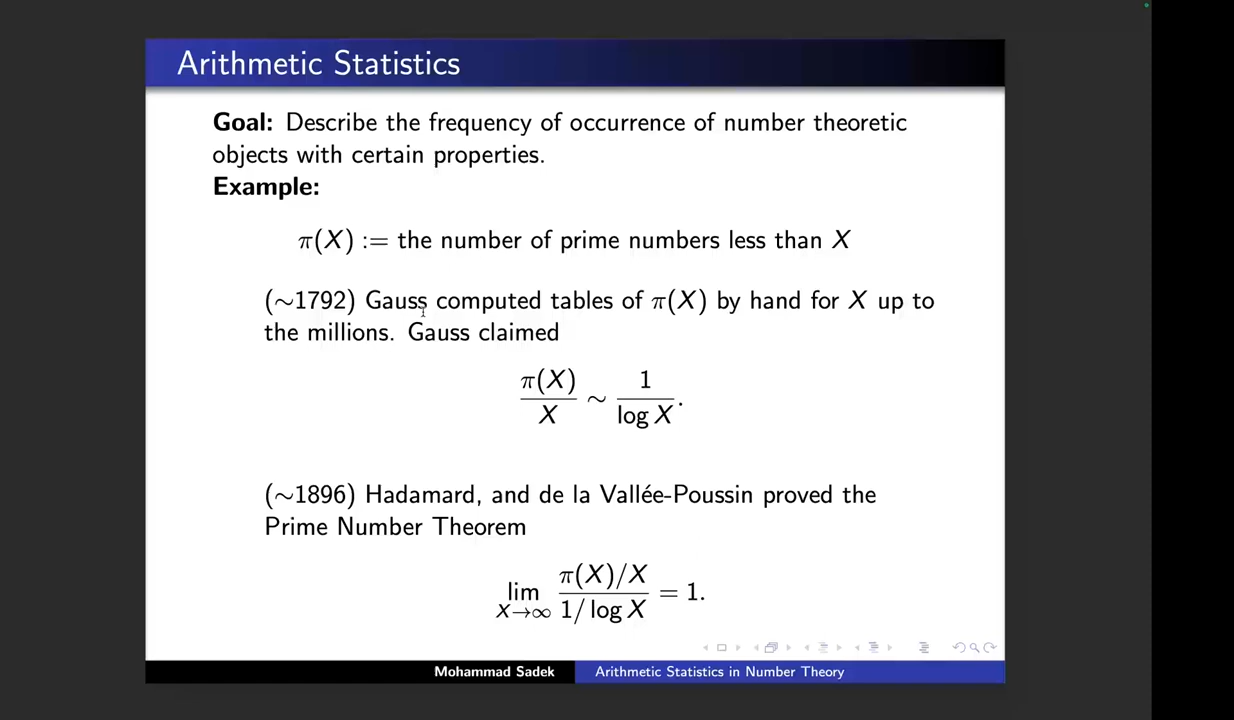 Arithmetic Statistics
Goal: Describe the frequency of occurrence of number theoretic
objects with certain properties.
Example:
π(X) := the number of prime numbers less than X
(∼1792) Gauss computed tables of π(X) by hand for X up to
the millions. Gauss claimed
π(X)/X ∼ 1/log X.
(∼1896) Hadamard, and de la Vallée-Poussin proved the
Prime Number Theorem
lim X→∞ (π(X)/X)/(1/log X) = 1.
Mohammad Sadek Arithmetic Statistics in Number Theory